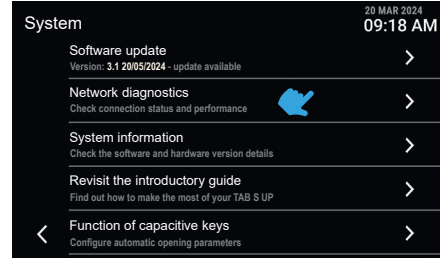 20 MAR 2024
System
09:18 AM
Software update
Version: 3.1 20/05/2024 - update available
Network diagnostics
Check connection status and performance
System information
Check the software and hardware version details
Revisit the introductory guide
Find out how to make the most of your TAB S UP
Function of capacitive keys
Configure automatic opening parameters